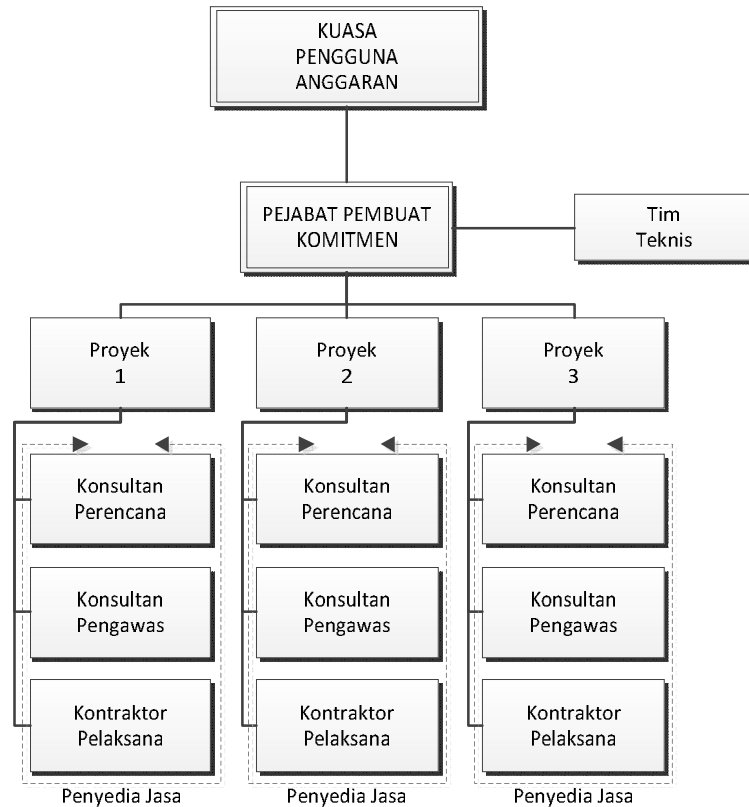 KUASA
PENGGUNA
ANGGARAN
PEJABAT PEMBUAT
KOMITMEN
Tim
Teknis
Proyek
1
Proyek
2
Proyek
3
Konsultan
Perencana
Konsultan
Perencana
Konsultan
Perencana
Konsultan
Pengawas
Konsultan
Pengawas
Konsultan
Pengawas
Kontraktor
Pelaksana
Kontraktor
Pelaksana
Kontraktor
Pelaksana
Penyedia Jasa
Penyedia Jasa
Penyedia Jasa